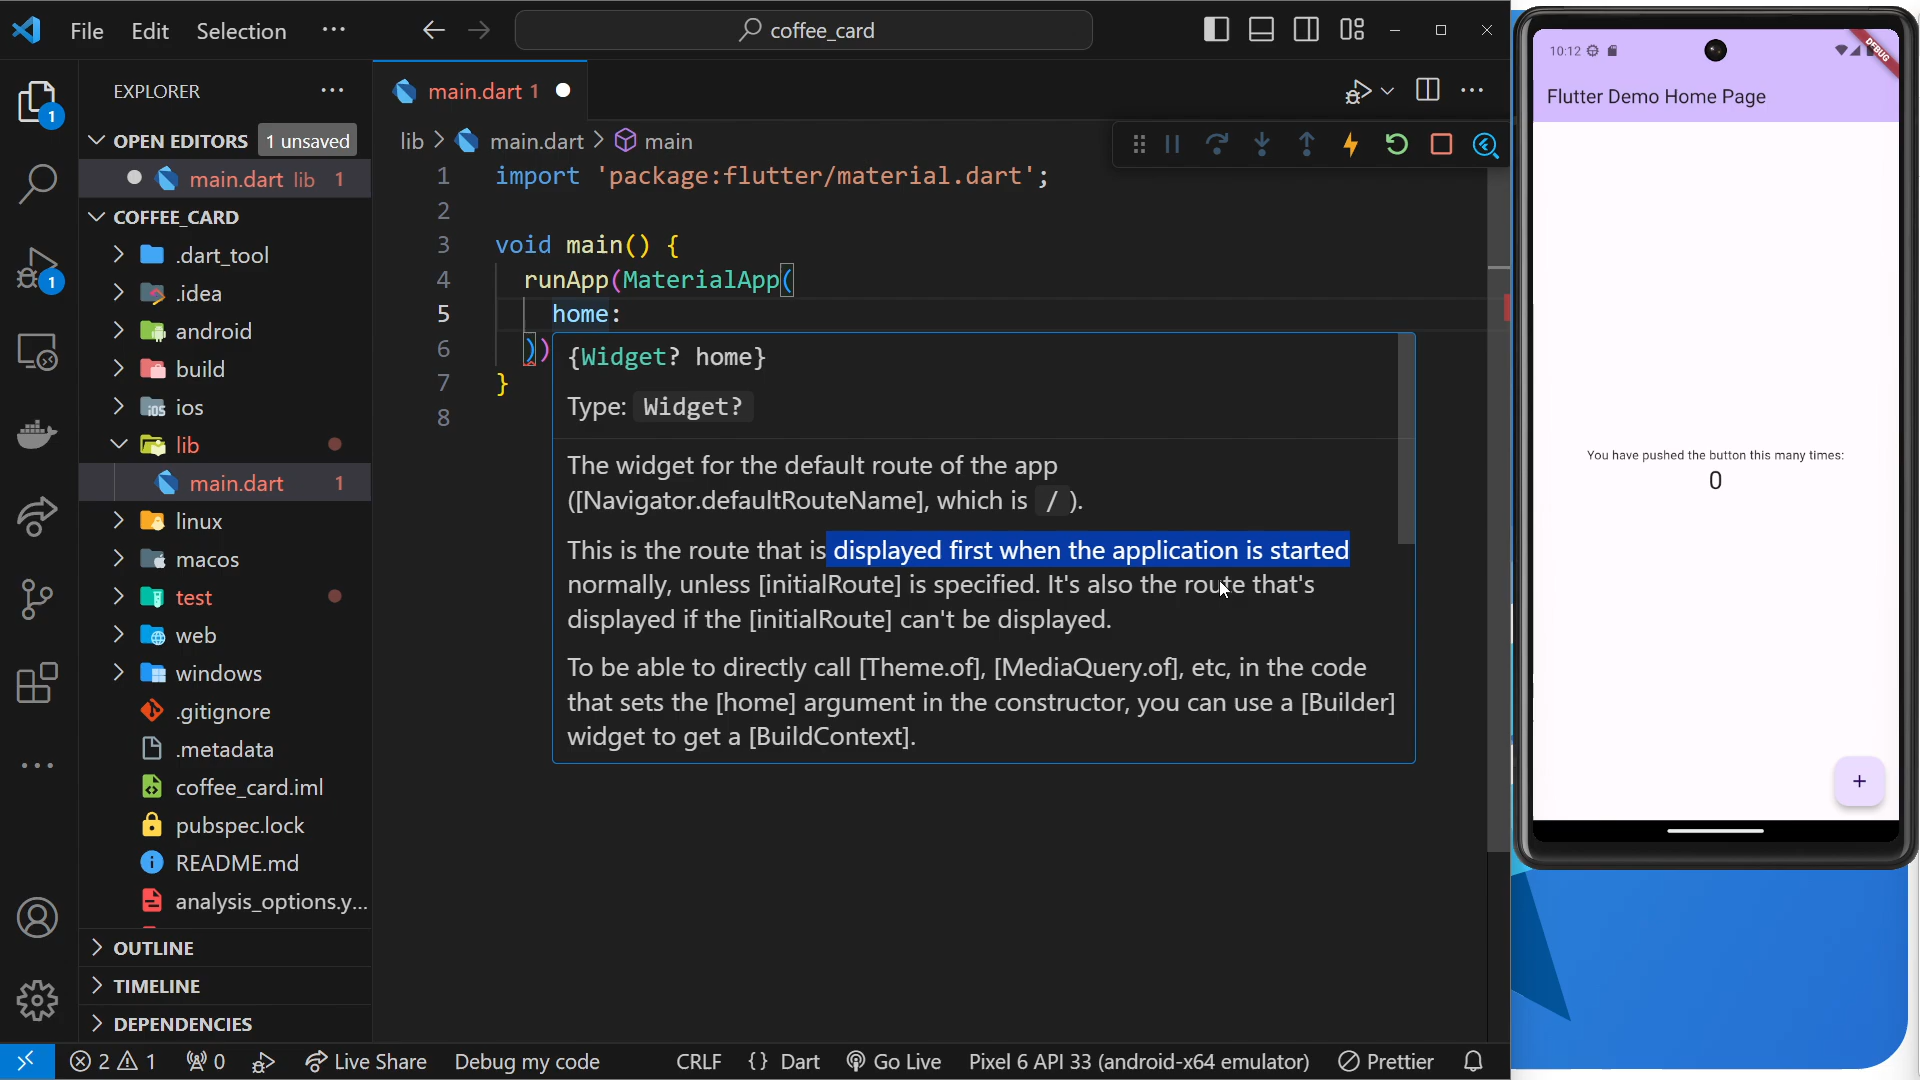 File Edit Selection ···
coffee_card
EXPLORER ···
OPEN EDITORS 1 unsaved
main.dart lib 1
COFFEE_CARD
.dart_tool
.idea
android
build
ios
lib
main.dart 1
test
web
windows
linux
macos
.gitignore
.metadata
coffee_card.iml
pubspec.lock
README.md
analysis_options.y...
OUTLINE
TIMELINE
DEPENDENCIES
1
1
main.dart 1
lib > main.dart > main
1 import 'package:flutter/material.dart';
2
3 void main() {
4 runApp(MaterialApp(
5 home:
6 ))
7 }
8
{Widget? home}
Type: Widget?
The widget for the default route of the app
([Navigator.defaultRouteName], which is / ).
This is the route that is displayed first when the application is started
normally, unless [initialRoute] is specified. It's also the route that's
displayed if the [initialRoute] can't be displayed.
To be able to directly call [Theme.of], [MediaQuery.of], etc, in the code
that sets the [home] argument in the constructor, you can use a [Builder]
widget to get a [BuildContext].
2 1 0 Live Share Debug my code CRLF {} Dart Go Live Pixel 6 API 33 (android-x64 emulator) Prettier
10:12
DEBUG
Flutter Demo Home Page
You have pushed the button this many times:
0
+